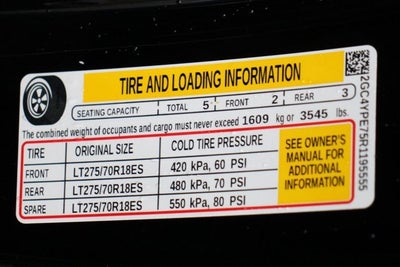 TIRE AND LOADING INFORMATION
SEATING CAPACITY TOTAL 5 FRONT 2 REAR 3
The combined weight of occupants and cargo must never exceed 1609 kg or 3545 lbs.
TIRE ORIGINAL SIZE COLD TIRE PRESSURE
FRONT LT275/70R18ES 420 kPa, 60 PSI
REAR LT275/70R18ES 480 kPa, 70 PSI
SPARE LT275/70R18ES 550 kPa, 80 PSI
SEE OWNER'S
MANUAL FOR
ADDITIONAL
INFORMATION
2GC4YPE75R1195555